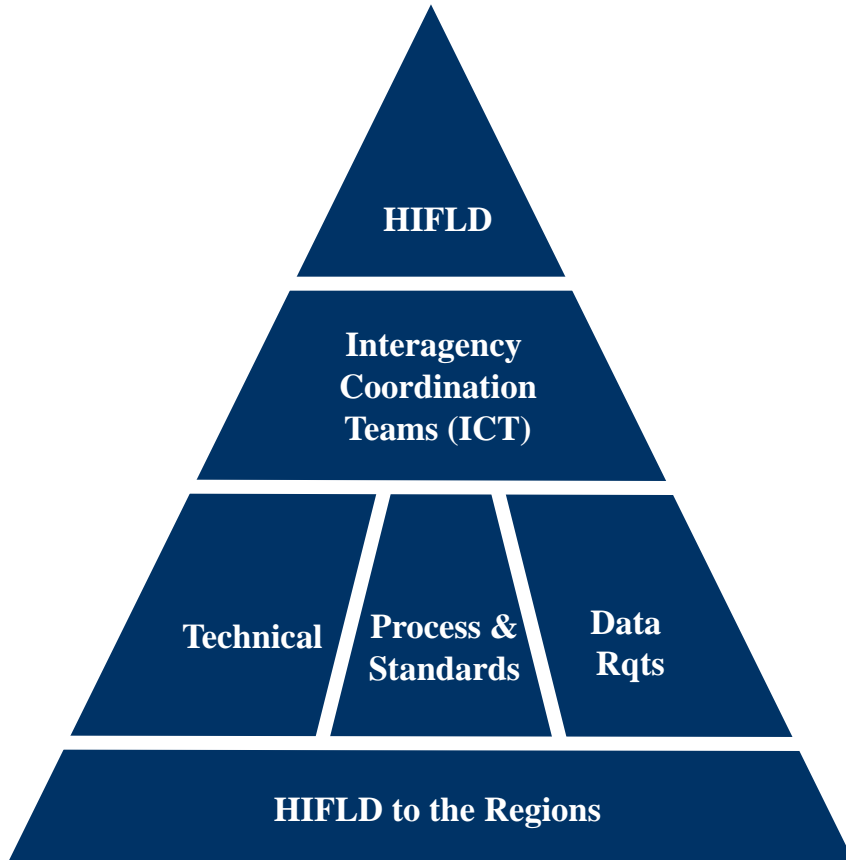 HIFLD
Interagency
Coordination
Teams (ICT)
Technical
Process &
Standards
Data
Rqts
HIFLD to the Regions